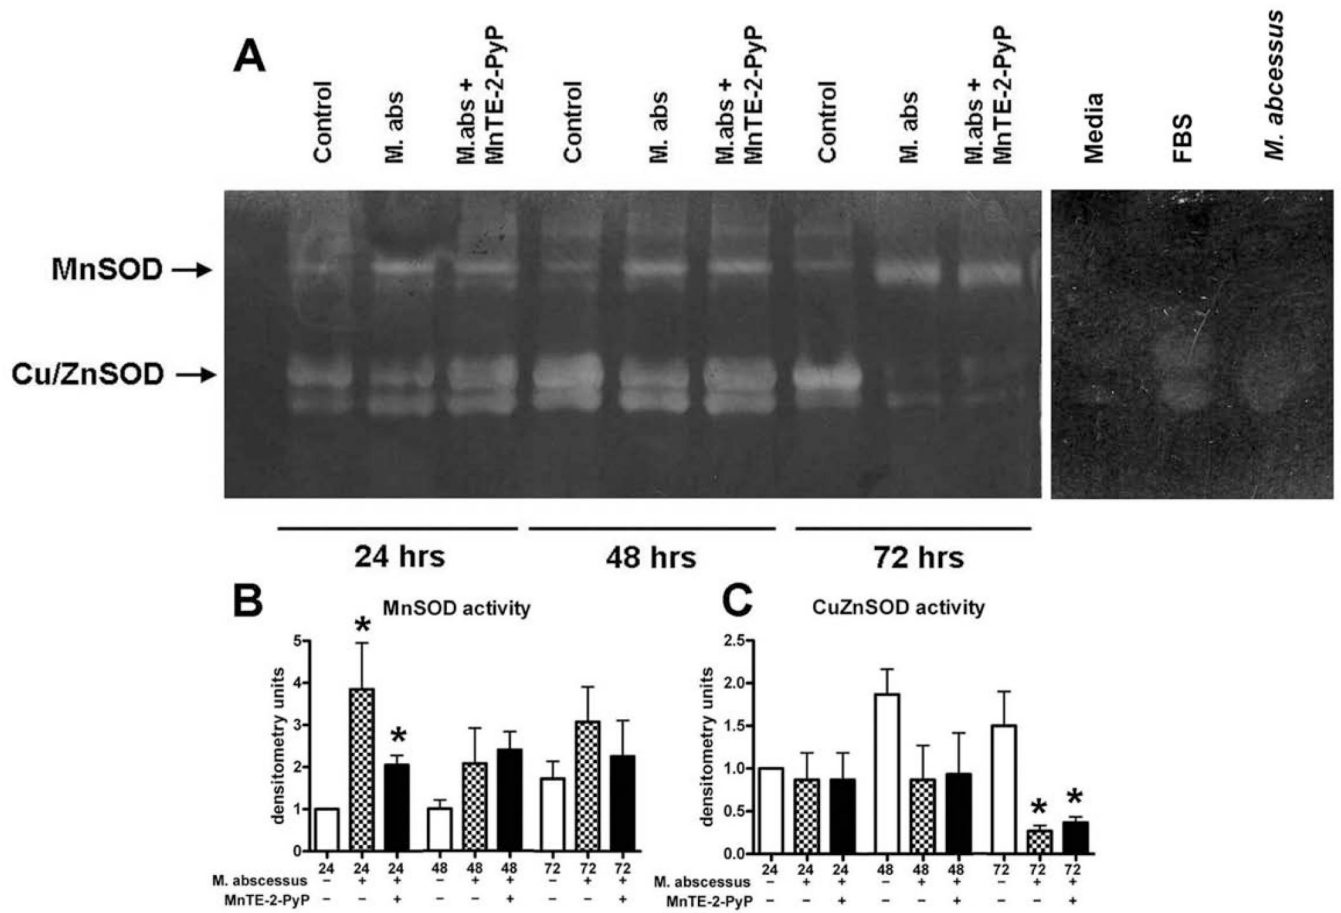 A
Control
M. abs
M.abs +
MnTE-2-PyP
Control
M. abs
M.abs +
MnTE-2-PyP
Control
M. abs
M.abs +
MnTE-2-PyP
Media
FBS
M. abcessus
MnSOD
Cu/ZnSOD
24 hrs
48 hrs
72 hrs
B
MnSOD activity
densitometry units
5
4
3
2
1
0
*
*
24 24 24 48 48 48 72 72 72
M. abscessus – + + – + + – + +
MnTE-2-PyP – – + – – + – – +
C
CuZnSOD activity
densitometry units
2.5
2.0
1.5
1.0
0.5
0.0
*
*
24 24 24 48 48 48 72 72 72
M. abscessus – + + – + + – + +
MnTE-2-PyP – – + – – + – – +